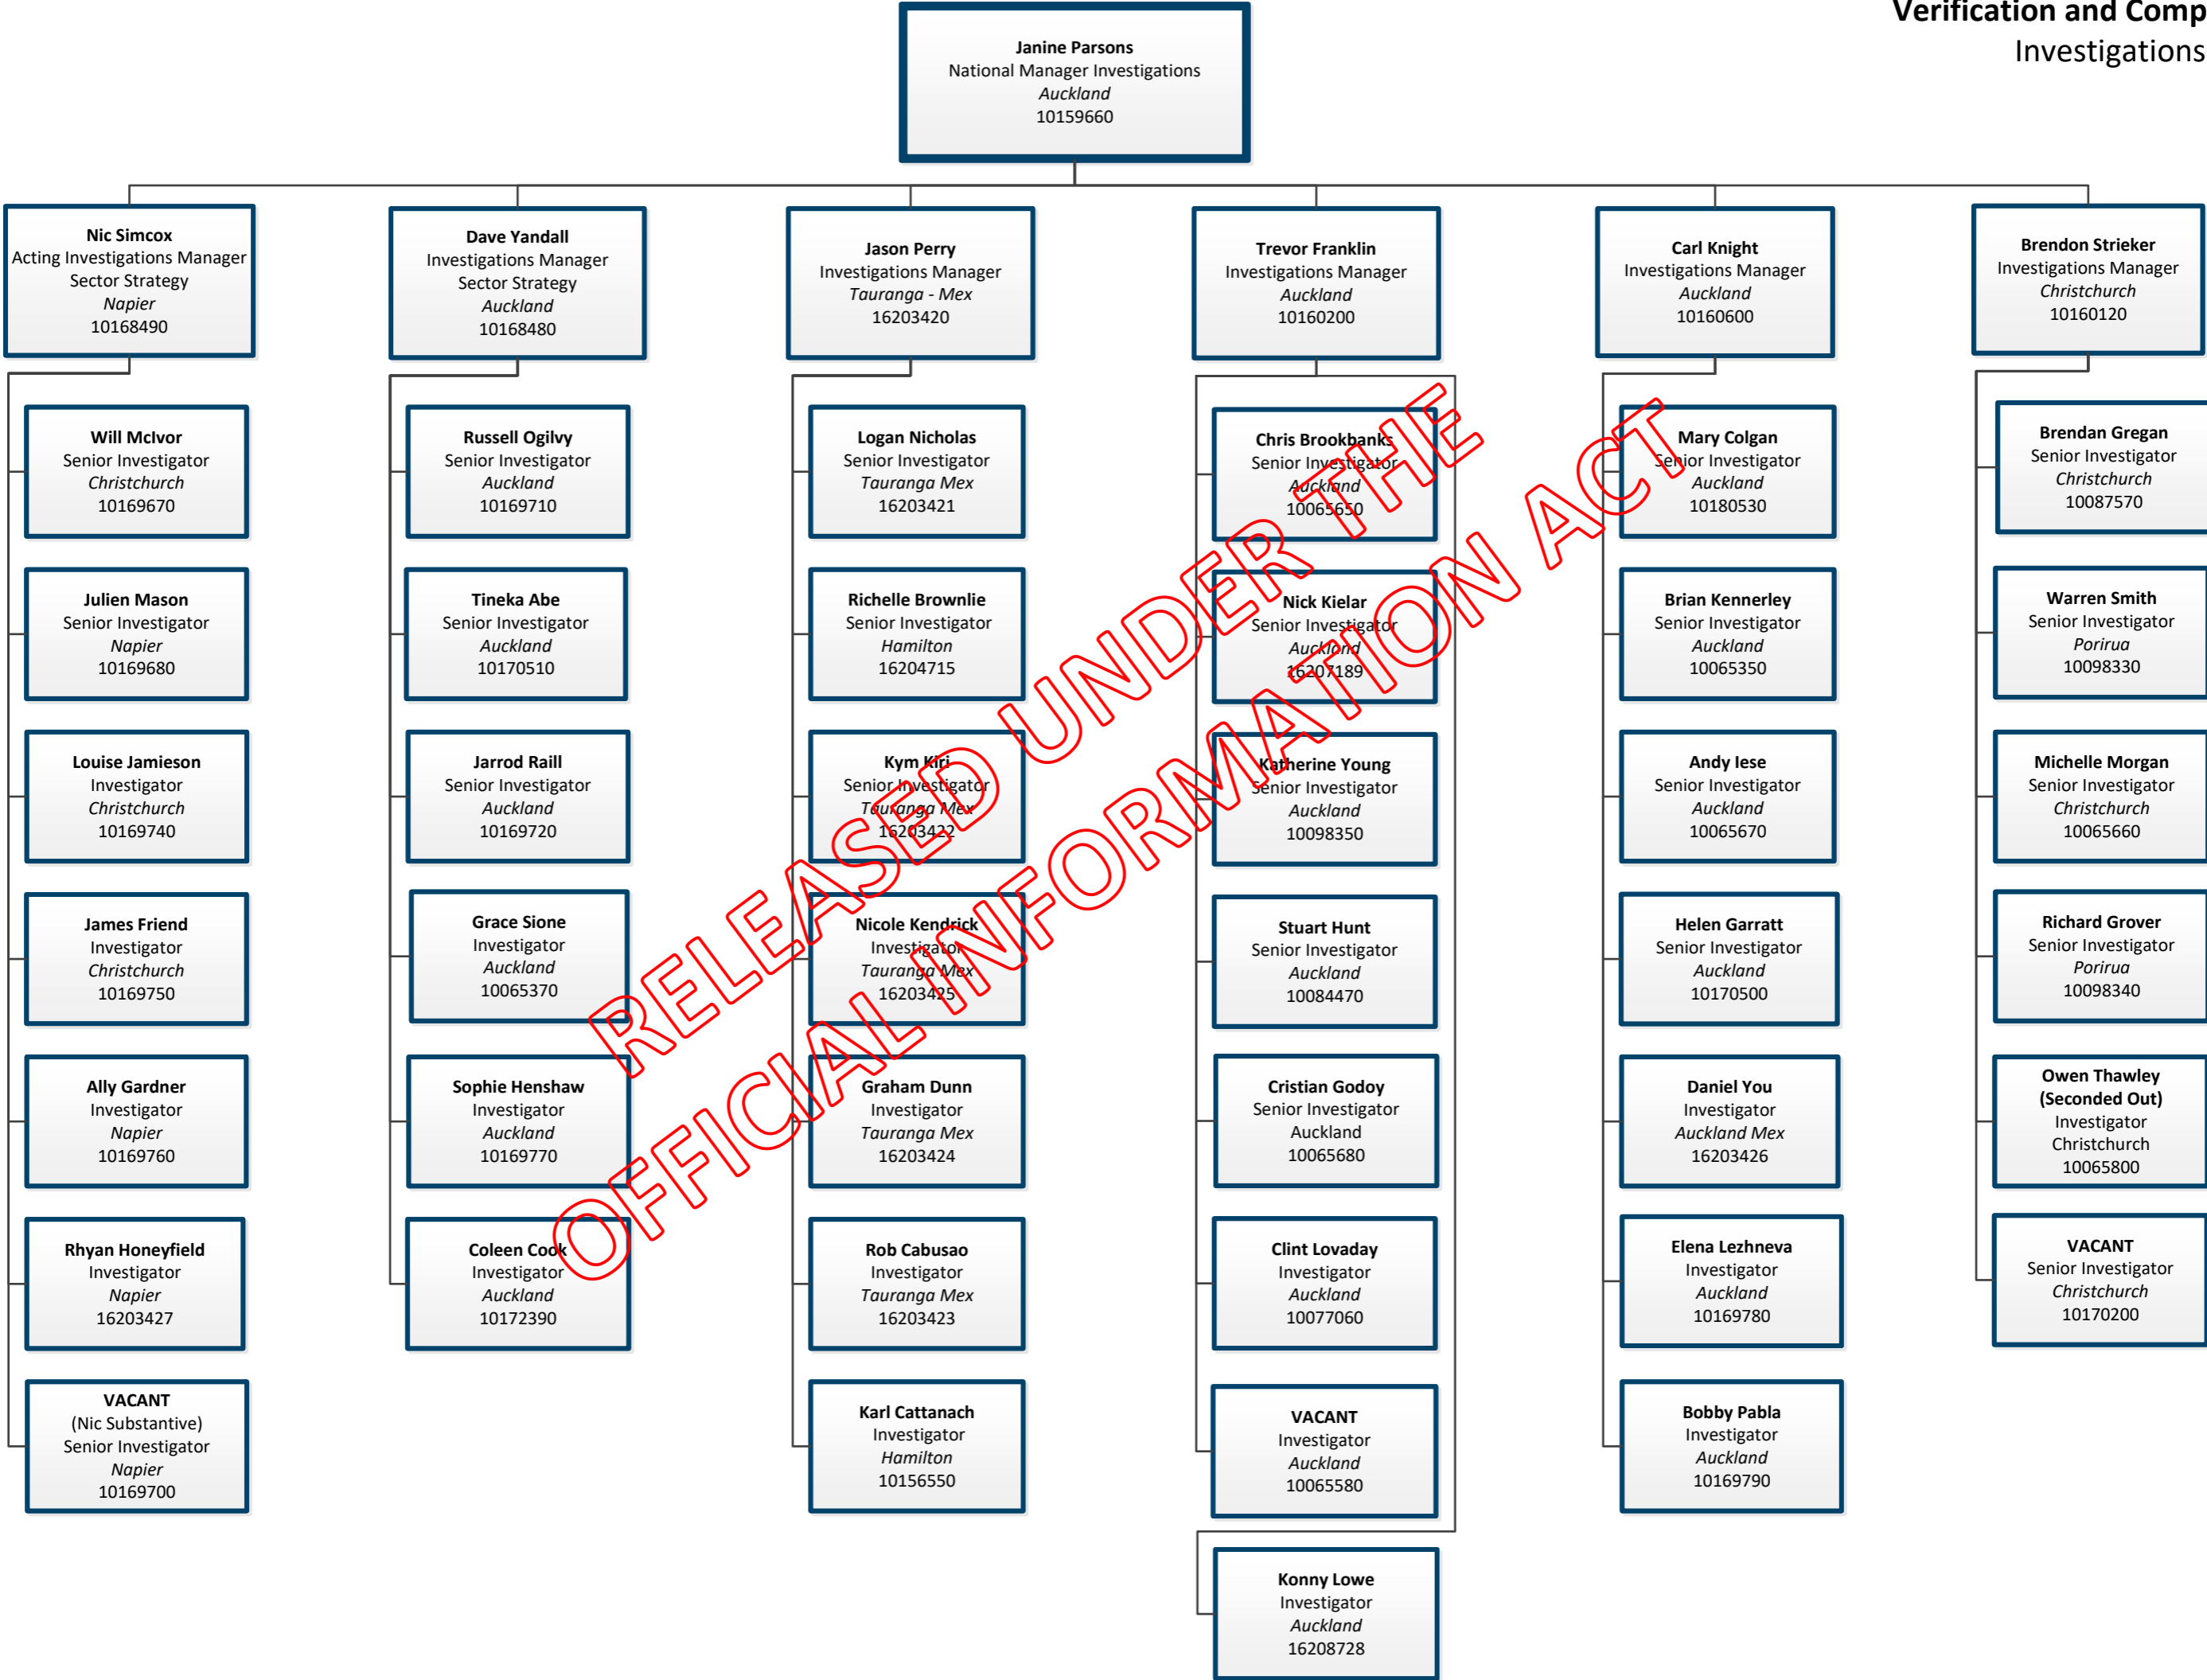 Verification and Comp
Investigations
Janine Parsons
National Manager Investigations
Auckland
10159660
Nic Simcox
Acting Investigations Manager
Sector Strategy
Napier
10168490
Will McIvor
Senior Investigator
Christchurch
10169670
Julien Mason
Senior Investigator
Napier
10169680
Louise Jamieson
Investigator
Christchurch
10169740
James Friend
Investigator
Christchurch
10169750
Ally Gardner
Investigator
Napier
10169760
Rhyan Honeyfield
Investigator
Napier
16203427
VACANT
(Nic Substantive)
Senior Investigator
Napier
10169700
Dave Yandall
Investigations Manager
Sector Strategy
Auckland
10168480
Russell Ogilvy
Senior Investigator
Auckland
10169710
Tineka Abe
Senior Investigator
Auckland
10170510
Jarrod Raill
Senior Investigator
Auckland
10169720
Grace Sione
Investigator
Auckland
10065370
Sophie Henshaw
Investigator
Auckland
10169770
Coleen Cook
Investigator
Auckland
10172390
Jason Perry
Investigations Manager
Tauranga - Mex
16203420
Logan Nicholas
Senior Investigator
Tauranga Mex
16203421
Richelle Brownlie
Senior Investigator
Hamilton
16204715
Kym Kiri
Senior Investigator
Tauranga Mex
16203422
Nicole Kendrick
Investigator
Tauranga Mex
16203425
Graham Dunn
Investigator
Tauranga Mex
16203424
Rob Cabusao
Investigator
Tauranga Mex
16203423
Karl Cattanach
Investigator
Hamilton
10156550
Trevor Franklin
Investigations Manager
Auckland
10160200
Chris Brookbanks
Senior Investigator
Auckland
10065650
Nick Kielar
Senior Investigator
Auckland
16207189
Katherine Young
Senior Investigator
Auckland
10098350
Stuart Hunt
Senior Investigator
Auckland
10084470
Cristian Godoy
Senior Investigator
Auckland
10065680
Clint Lovaday
Investigator
Auckland
10077060
VACANT
Investigator
Auckland
10065580
Konny Lowe
Investigator
Auckland
16208728
Carl Knight
Investigations Manager
Auckland
10160600
Mary Colgan
Senior Investigator
Auckland
10180530
Brian Kennerley
Senior Investigator
Auckland
10065350
Andy Iese
Senior Investigator
Auckland
10065670
Helen Garratt
Senior Investigator
Auckland
10170500
Daniel You
Investigator
Auckland Mex
16203426
Elena Lezhneva
Investigator
Auckland
10169780
Bobby Pabla
Investigator
Auckland
10169790
Brendon Strieker
Investigations Manager
Christchurch
10160120
Brendan Gregan
Senior Investigator
Christchurch
10087570
Warren Smith
Senior Investigator
Porirua
10098330
Michelle Morgan
Senior Investigator
Christchurch
10065660
Richard Grover
Senior Investigator
Porirua
10098340
Owen Thawley
(Seconded Out)
Investigator
Christchurch
10065800
VACANT
Senior Investigator
Christchurch
10170200
RELEASED UNDER THE
OFFICIAL INFORMATION ACT